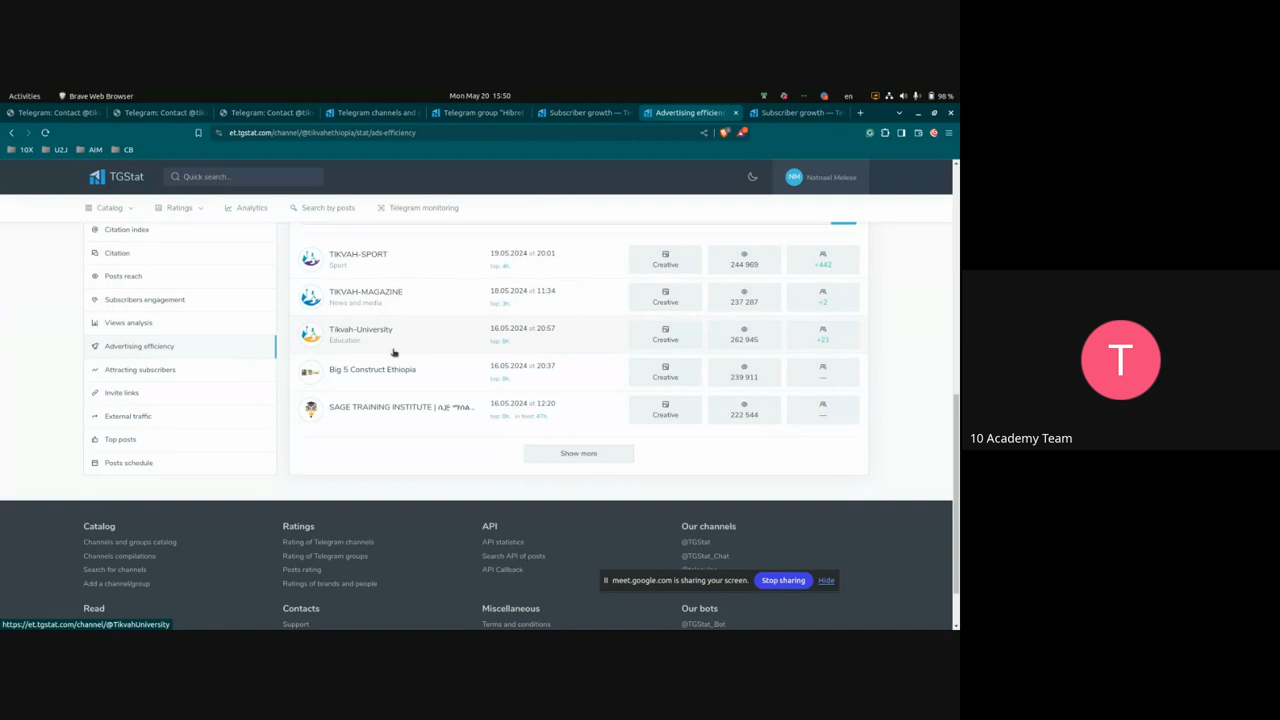 Activities
Brave Web Browser
Mon May 20 15:50
en
98 %
Telegram: Contact @tik
Telegram: Contact @tik
Telegram: Contact @tik
Telegram channels and
Telegram group "Hibret
Subscriber growth — Te
Advertising efficienc
Subscriber growth — Te
et.tgstat.com/channel/@tikvahethiopia/stat/ads-efficiency
10X
U2J
AIM
CB
TGStat
Quick search...
NM
Natnael Melese
Catalog
Ratings
Analytics
Search by posts
Telegram monitoring
Citation index
Citation
Posts reach
Subscribers engagement
Views analysis
Advertising efficiency
Attracting subscribers
Invite links
External traffic
Top posts
Posts schedule
TIKVAH-SPORT
Sport
19.05.2024 at 20:01
top: 4h.
Creative
244 969
+442
TIKVAH-MAGAZINE
News and media
18.05.2024 at 11:34
top: 3h.
Creative
237 287
+2
Tikvah-University
Education
16.05.2024 at 20:57
Creative
262 945
+21
Big 5 Construct Ethiopia
16.05.2024 at 20:37
Creative
239 911
—
SAGE TRAINING INSTITUTE |
16.05.2024 at 12:20
in feed: 47h.
Creative
222 544
—
Show more
Catalog
Channels and groups catalog
Channels compilations
Search for channels
Add a channel/group
Read
Ratings
Rating of Telegram channels
Rating of Telegram groups
Posts rating
Ratings of brands and people
Contacts
Support
API
API statistics
Search API of posts
API Callback
Miscellaneous
Terms and conditions
Our channels
@TGStat
@TGStat_Chat
Our bots
@TGStat_Bot
meet.google.com is sharing your screen.
Stop sharing
Hide
https://et.tgstat.com/channel/@TikvahUniversity
T
10 Academy Team